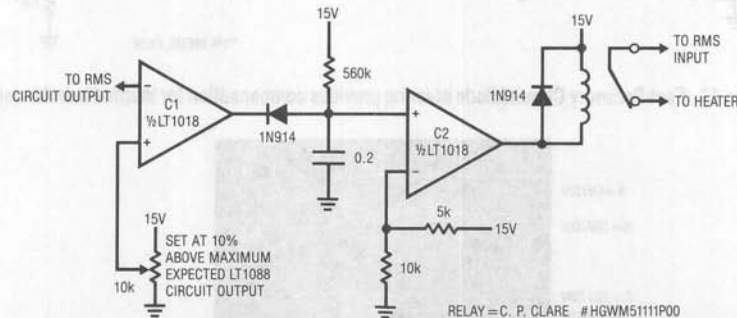 15V
15V
TO RMS
CIRCUIT OUTPUT
−
C1
½LT1018
+
560k
1N914
0.2
1N914
TO RMS
INPUT
TO HEATER
+
C2
½LT1018
−
15V
SET AT 10%
ABOVE MAXIMUM
EXPECTED LT1088
CIRCUIT OUTPUT
10k
5k
15V
10k
RELAY = C. P. CLARE #HGWM51111P00